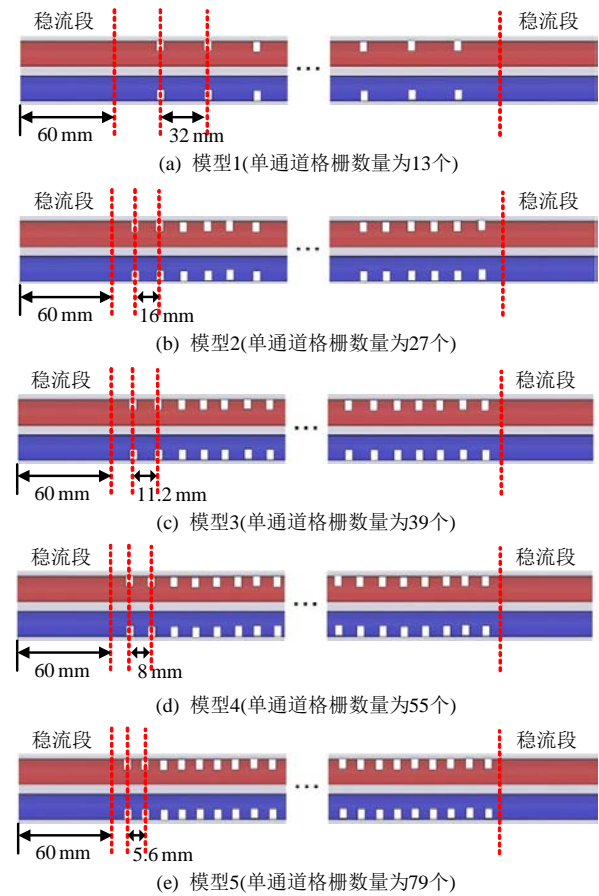 稳流段 稳流段
60 mm
32 mm
(a) 模型1(单通道格栅数量为13个)
稳流段 稳流段
60 mm
16 mm
(b) 模型2(单通道格栅数量为27个)
稳流段 稳流段
60 mm
11.2 mm
(c) 模型3(单通道格栅数量为39个)
稳流段 稳流段
60 mm
8 mm
(d) 模型4(单通道格栅数量为55个)
稳流段 稳流段
60 mm
5.6 mm
(e) 模型5(单通道格栅数量为79个)